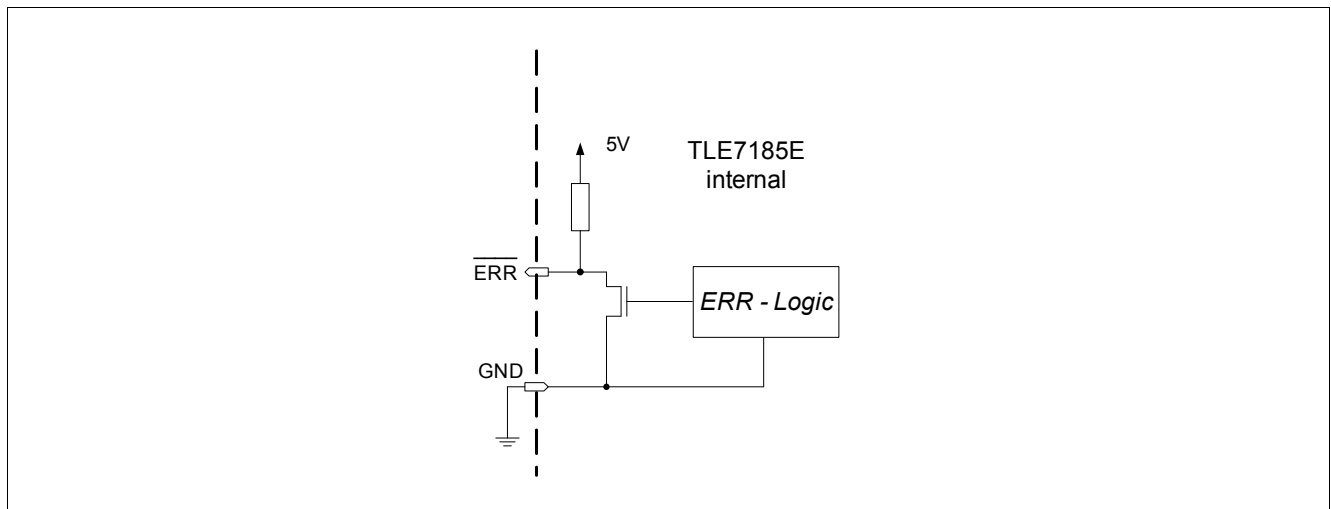 5V
TLE7185E
internal
ERR
ERR - Logic
GND